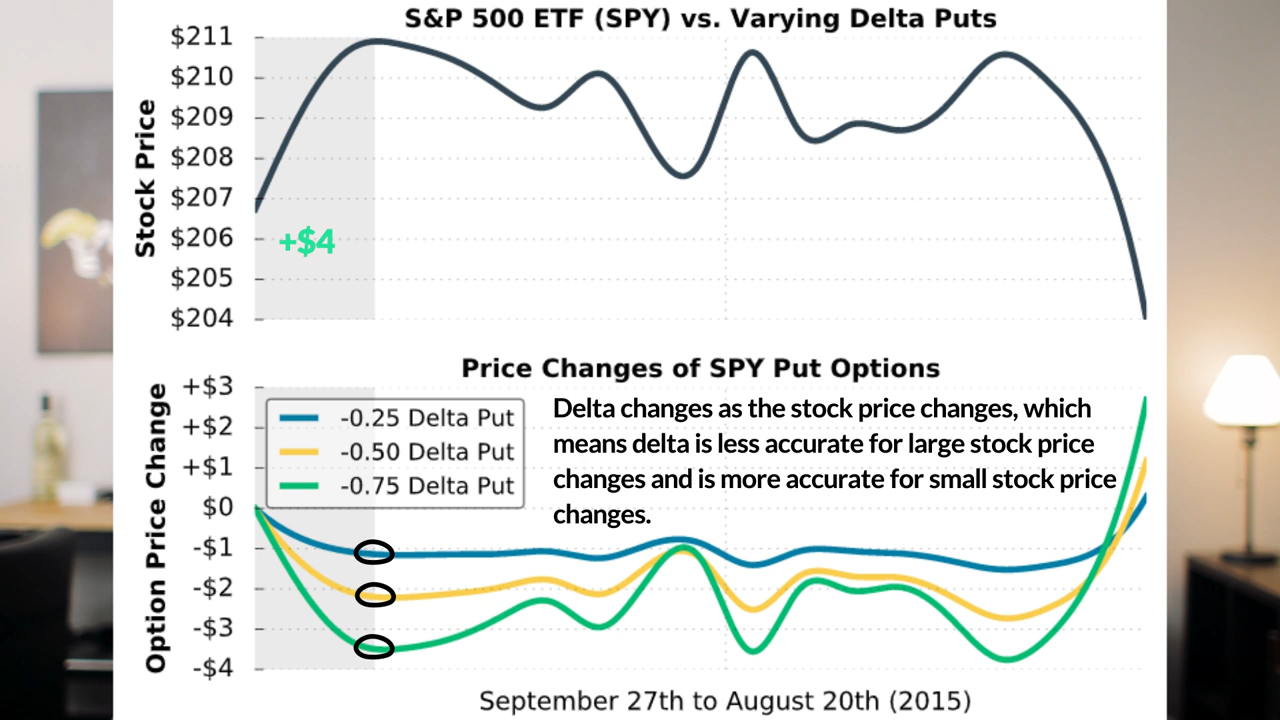 S&P 500 ETF (SPY) vs. Varying Delta Puts
Stock Price
$211
$210
$209
$208
$207
$206
$205
$204
+$4
Price Changes of SPY Put Options
Option Price Change
+$3
+$2
+$1
$0
-$1
-$2
-$3
-$4
-0.25 Delta Put
-0.50 Delta Put
-0.75 Delta Put
Delta changes as the stock price changes, which
means delta is less accurate for large stock price
changes and is more accurate for small stock price
changes.
September 27th to August 20th (2015)